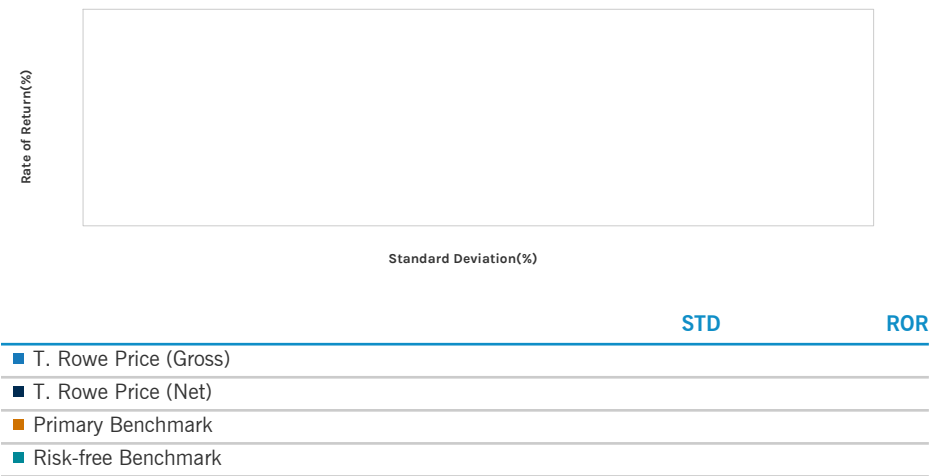 Rate of Return(%)
Standard Deviation(%)
STD ROR
T. Rowe Price (Gross)
T. Rowe Price (Net)
Primary Benchmark
Risk-free Benchmark